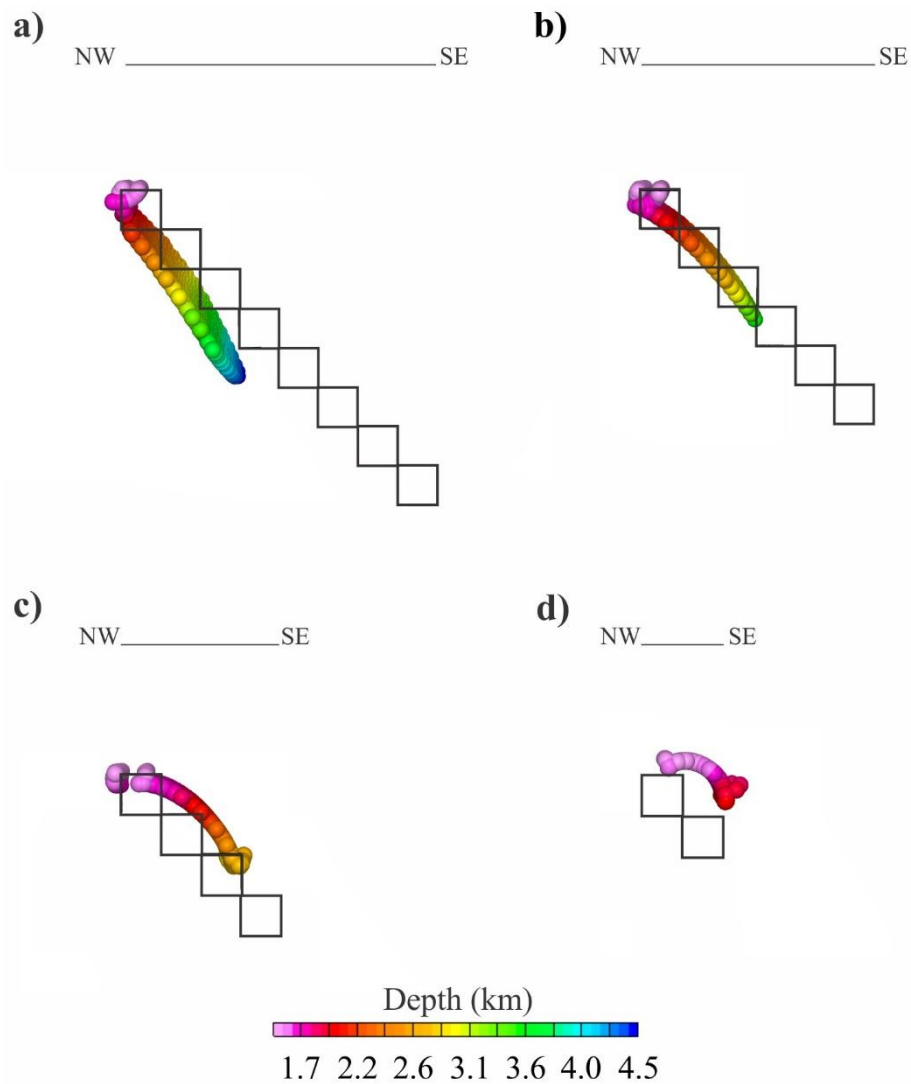 a)
NW SE
b)
NW SE
c)
NW SE
d)
NW SE
Depth (km)
1.7 2.2 2.6 3.1 3.6 4.0 4.5